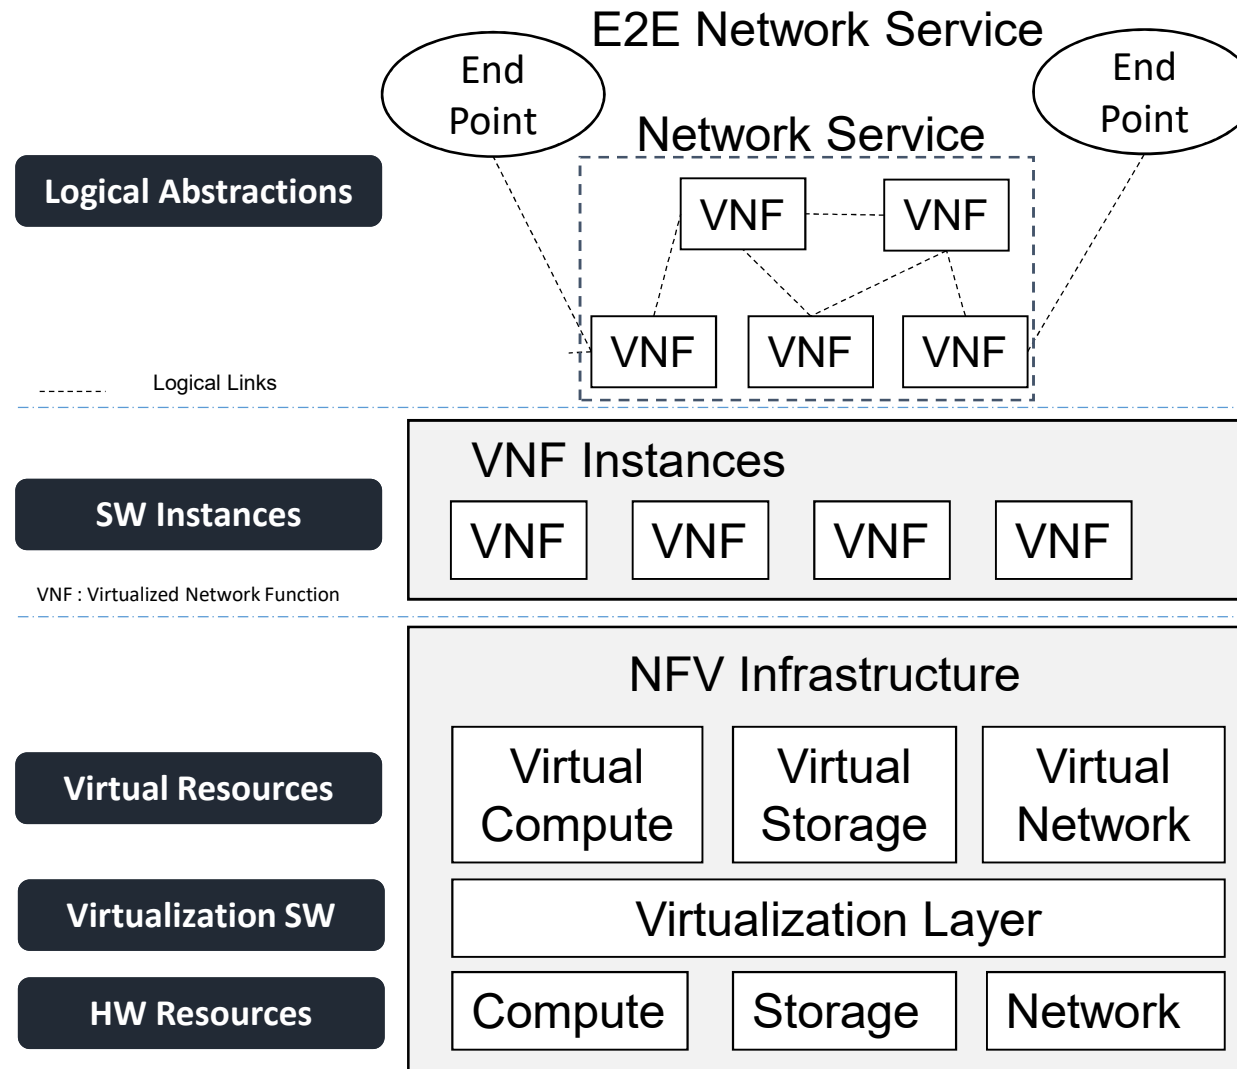 E2E Network Service
End
Point
End
Point
Network Service
Logical Abstractions
VNF
VNF
VNF
VNF
VNF
Logical Links
VNF Instances
SW Instances
VNF
VNF
VNF
VNF
VNF : Virtualized Network Function
NFV Infrastructure
Virtual Resources
Virtual
Compute
Virtual
Storage
Virtual
Network
Virtualization SW
Virtualization Layer
HW Resources
Compute
Storage
Network